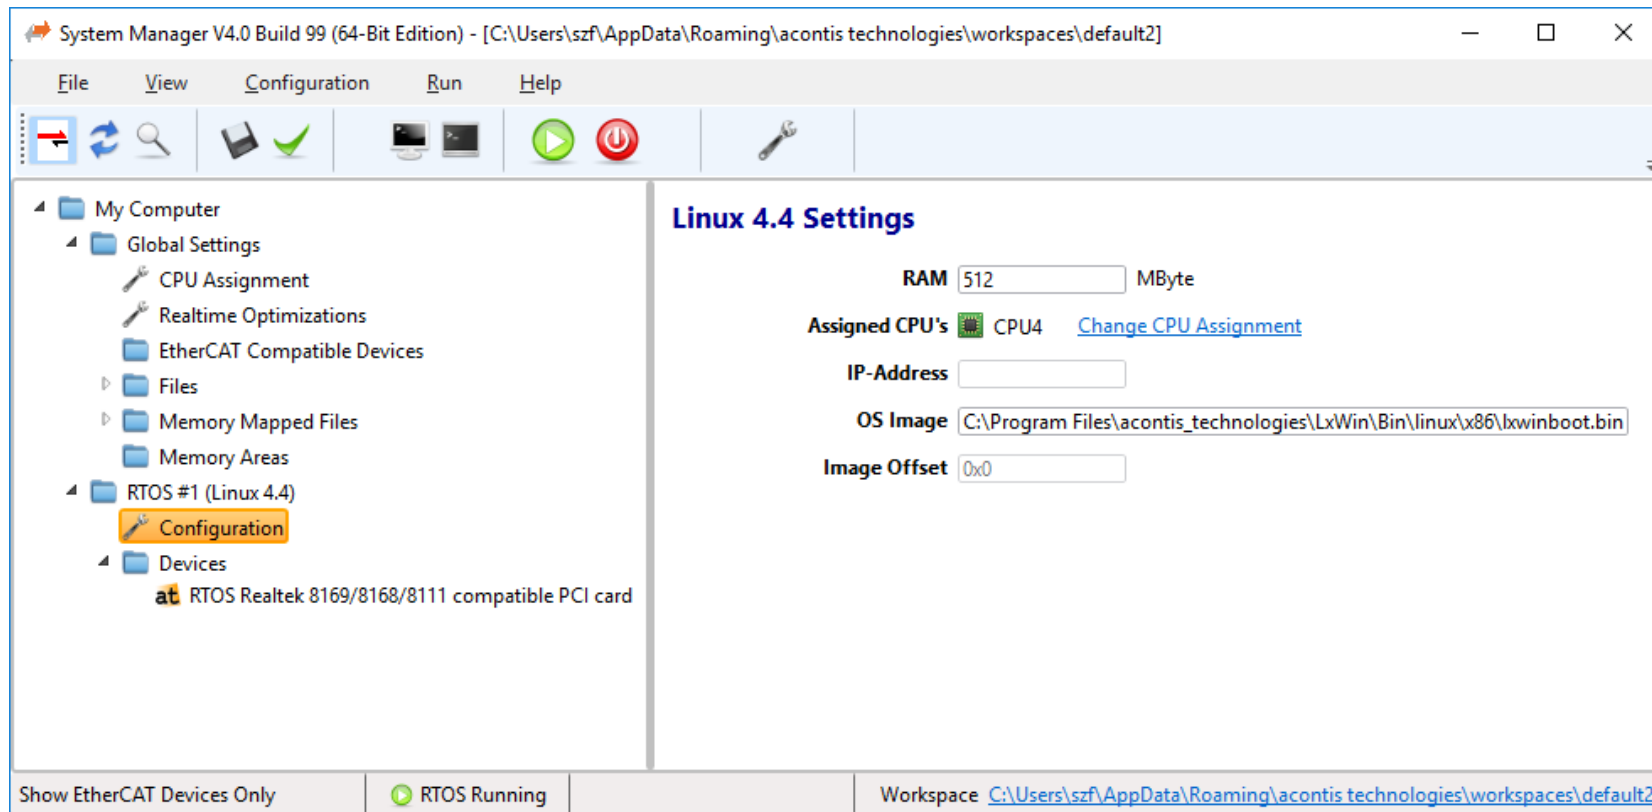 System Manager V4.0 Build 99 (64-Bit Edition) - [C:\Users\szf\AppData\Roaming\acontis technologies\workspaces\default2]
File View Configuration Run Help
My Computer
Global Settings
CPU Assignment
Realtime Optimizations
EtherCAT Compatible Devices
Files
Memory Mapped Files
Memory Areas
RTOS #1 (Linux 4.4)
Configuration
Devices
at RTOS Realtek 8169/8168/8111 compatible PCI card
Linux 4.4 Settings
RAM 512 MByte
Assigned CPU's CPU4 Change CPU Assignment
IP-Address
OS Image C:\Program Files\acontis_technologies\LxWin\Bin\linux\x86\lxwinboot.bin
Image Offset 0x0
Show EtherCAT Devices Only RTOS Running Workspace C:\Users\szf\AppData\Roaming\acontis technologies\workspaces\default2